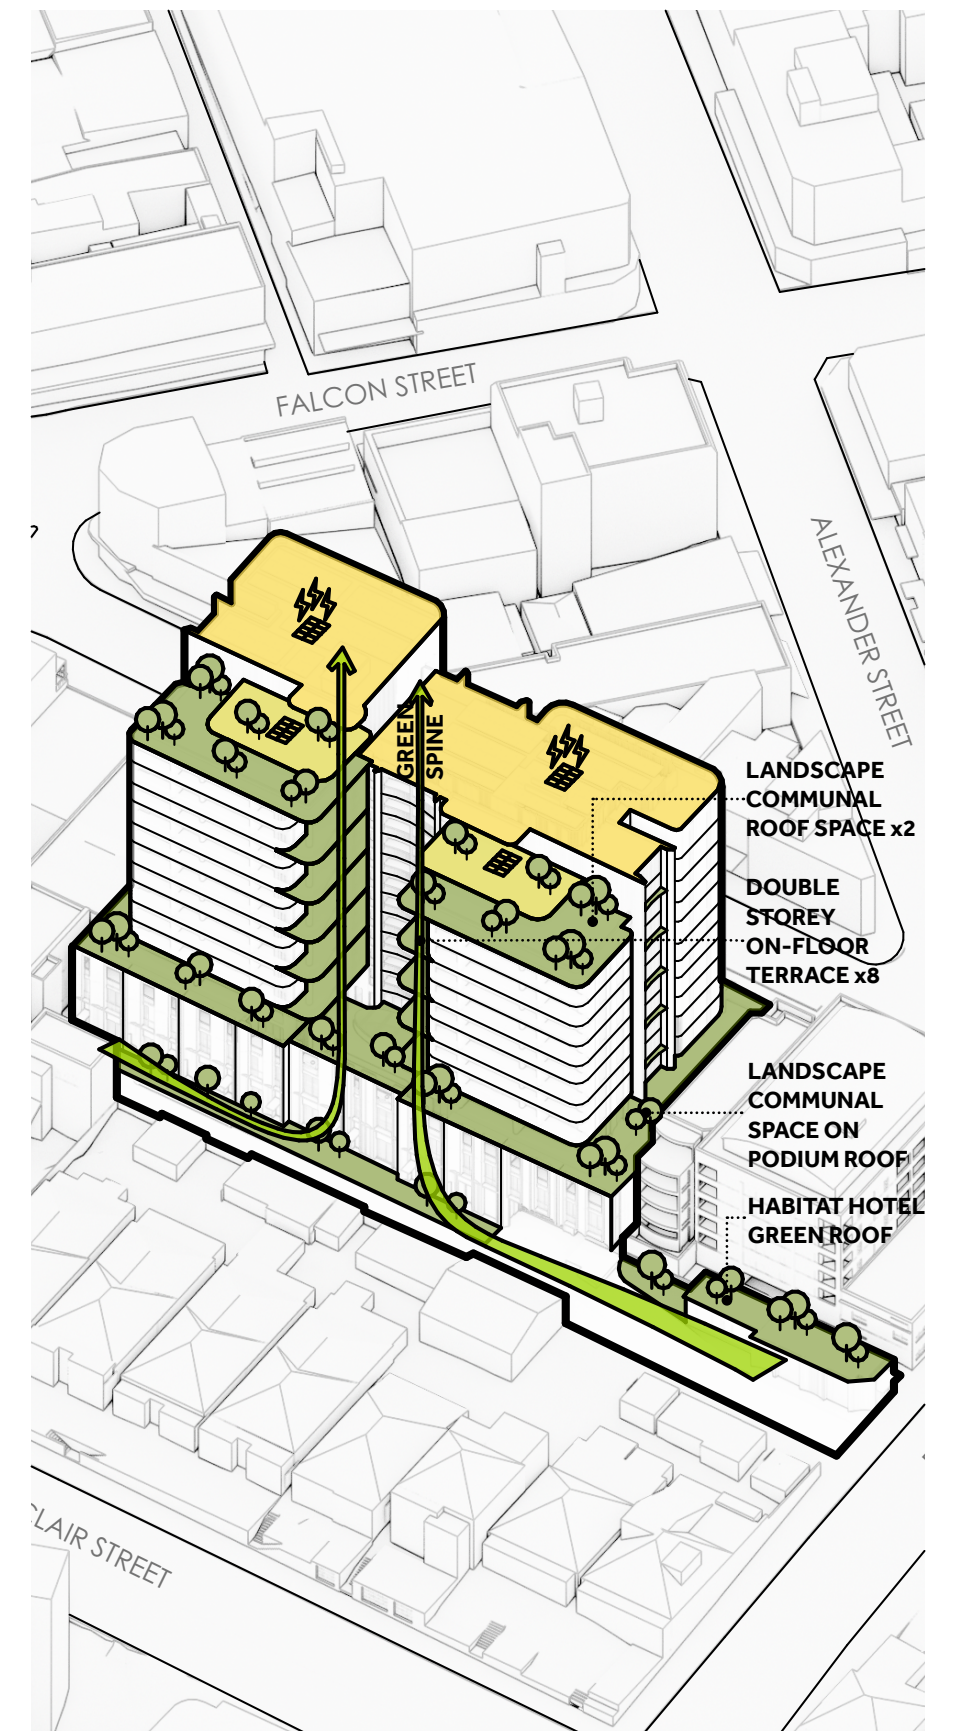 FALCON STREET
ALEXANDER STREET
GREEN
SPINE
LANDSCAPE
COMMUNAL
ROOF SPACE x2
DOUBLE
STOREY
ON-FLOOR
TERRACE x8
LANDSCAPE
COMMUNAL
SPACE ON
PODIUM ROOF
HABITAT HOTEL
GREEN ROOF
CLAIR STREET